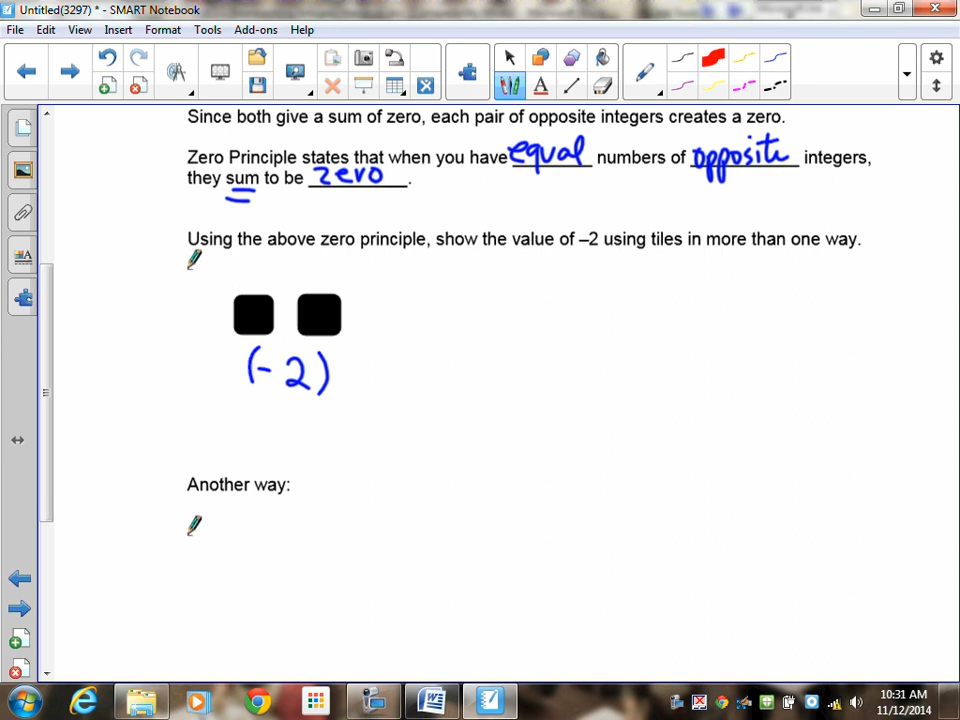 Untitled(3297) * - SMART Notebook
File Edit View Insert Format Tools Add-ons Help
Since both give a sum of zero, each pair of opposite integers creates a zero.
Zero Principle states that when you have equal numbers of opposite integers,
they sum to be zero.
Using the above zero principle, show the value of –2 using tiles in more than one way.
(- 2)
Another way:
10:31 AM
11/12/2014